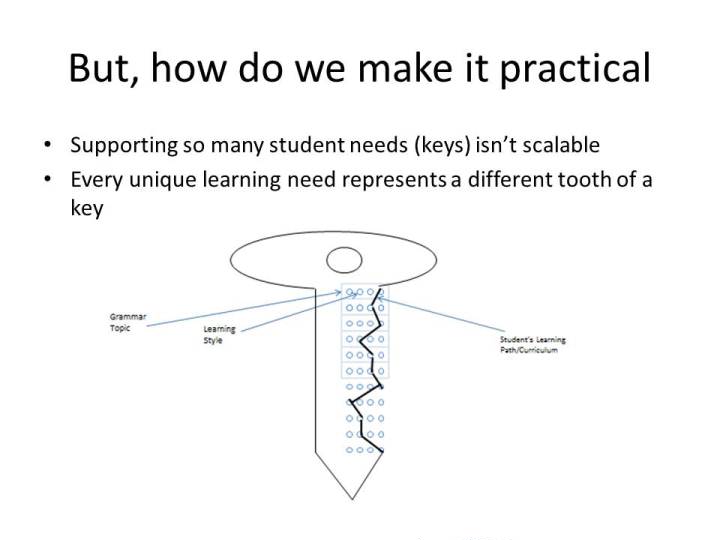 But, how do we make it practical
• Supporting so many student needs (keys) isn't scalable
• Every unique learning need represents a different tooth of a
key
Grammar
Topic
Learning
Style
Student's Learning
Path/Curriculum